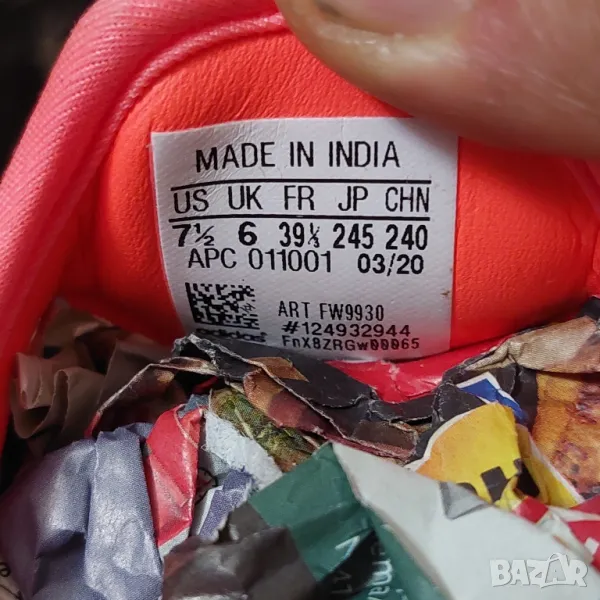 MADE IN INDIA
US UK FR JP CHN
7½ 6 39⅓ 245 240
APC 011001 03/20
ART FW9930
#124932944
adidas FnX8ZRGw00065
BAZAR